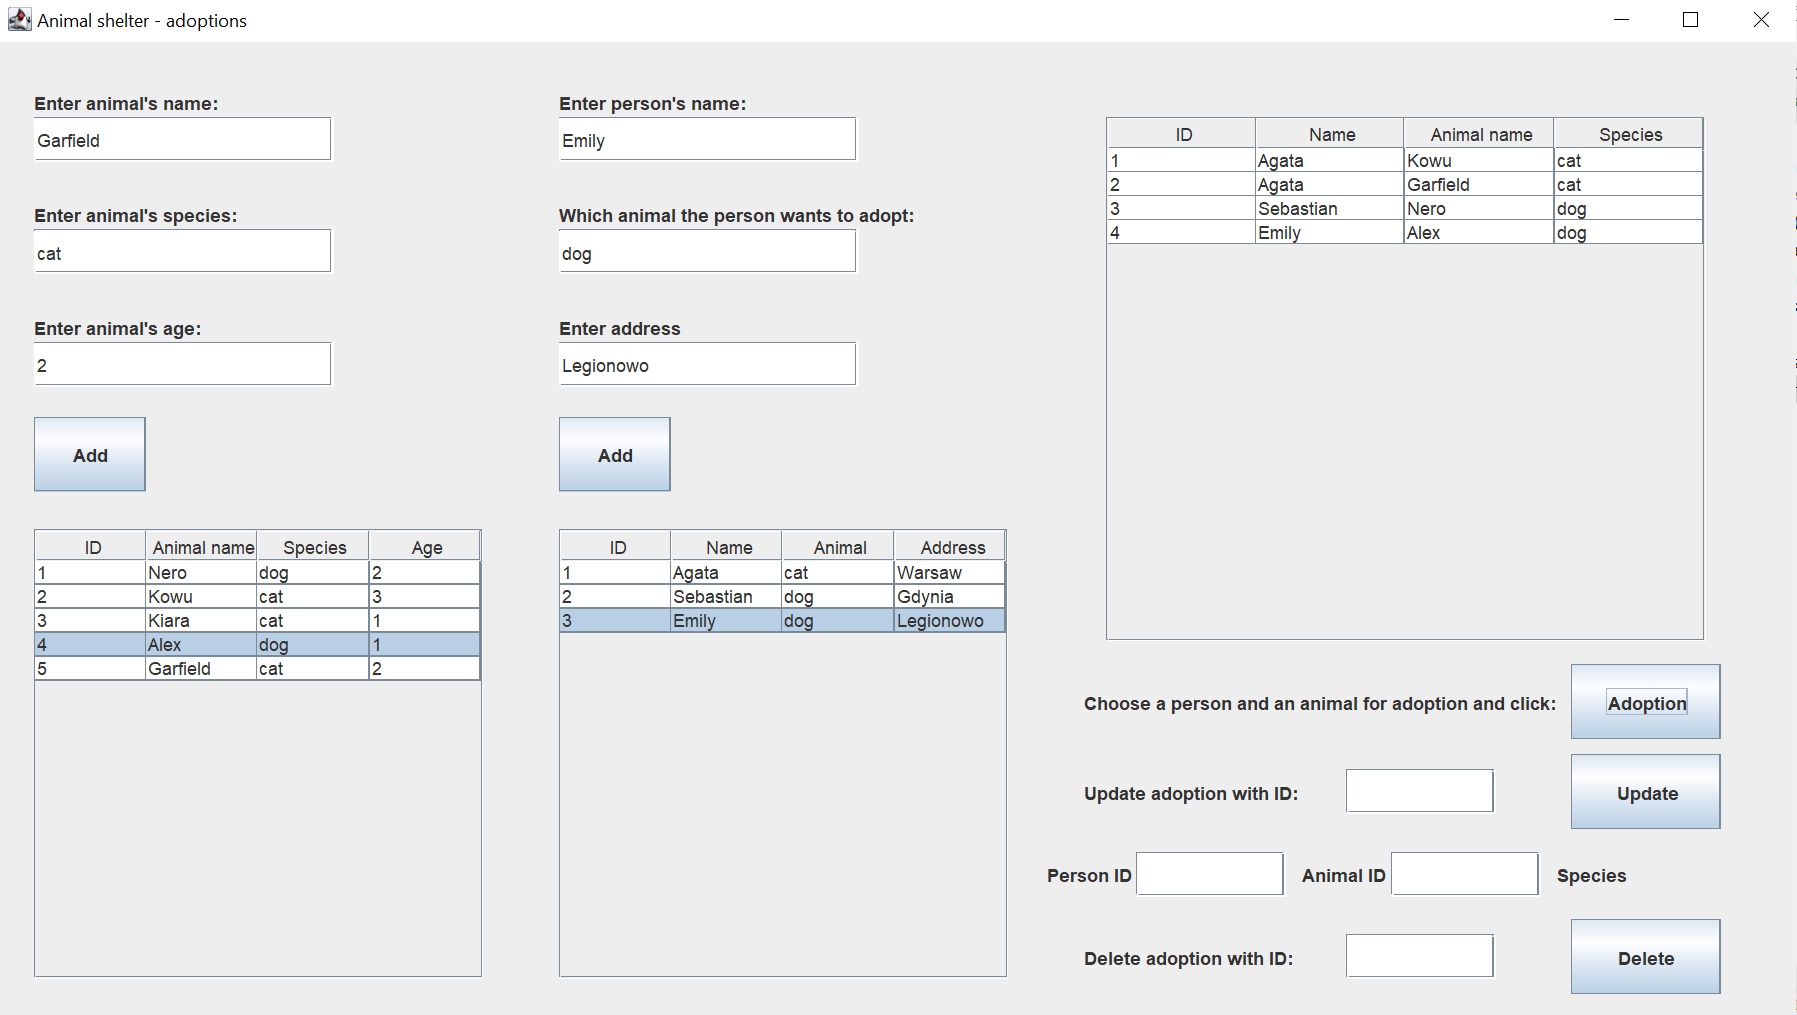 Animal shelter - adoptions
Enter animal's name:
Garfield
Enter animal's species:
cat
Enter animal's age:
2
Add
ID Animal name Species Age
1 Nero dog 2
2 Kowu cat 3
3 Kiara cat 1
4 Alex dog 1
5 Garfield cat 2
Enter person's name:
Emily
Which animal the person wants to adopt:
dog
Enter address
Legionowo
Add
ID Name Animal Address
1 Agata cat Warsaw
2 Sebastian dog Gdynia
3 Emily dog Legionowo
ID Name Animal name Species
1 Agata Kowu cat
2 Agata Garfield cat
3 Sebastian Nero dog
4 Emily Alex dog
Choose a person and an animal for adoption and click: Adoption
Update adoption with ID: Update
Person ID Animal ID Species
Delete adoption with ID: Delete